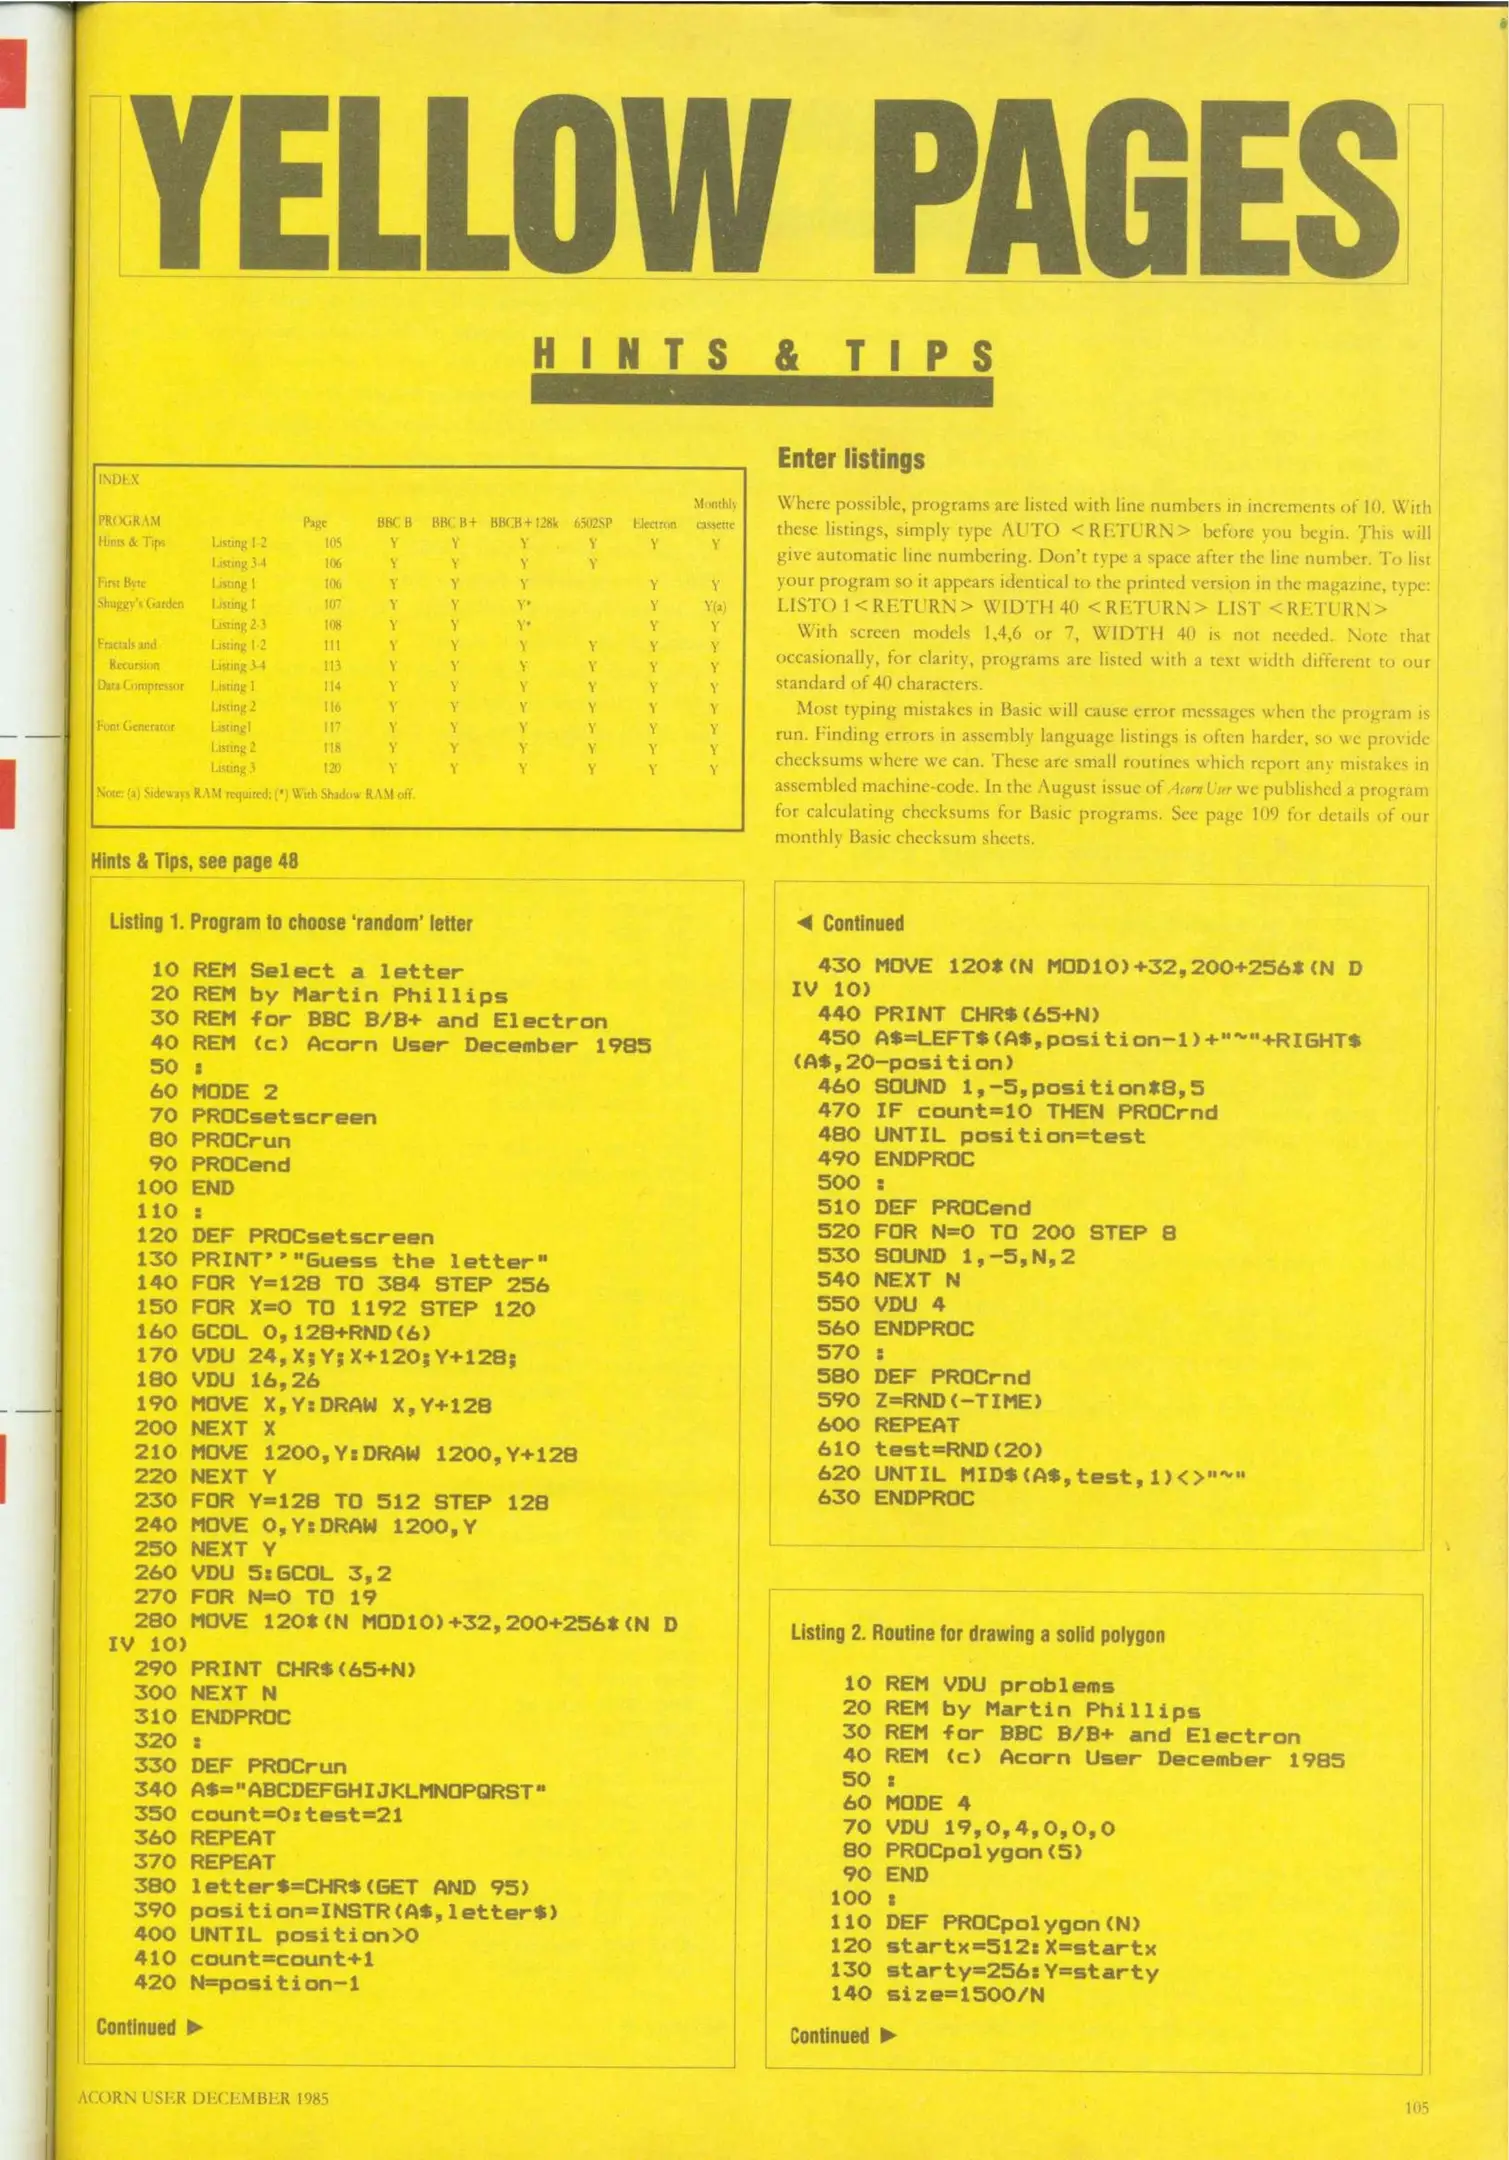 YELLOW PAGES
HINTS & TIPS
INDEX
PROGRAM Page BBC B BBC B+ BBCB+128k 6502SP Electron Monthly cassette
Hints & Tips Listing 1-2 105 Y Y Y Y Y Y
Listing 3-4 106 Y Y Y Y
First Byte Listing 1 106 Y Y Y Y Y
Shuggy's Garden Listing 1 107 Y Y Y* Y Y(a)
Listing 2-3 108 Y Y Y* Y Y
Fractals and Listing 1-2 111 Y Y Y Y Y Y
Recursion Listing 3-4 113 Y Y Y Y Y Y
Data Compressor Listing 1 114 Y Y Y Y Y Y
Listing 2 116 Y Y Y Y Y Y
Font Generator Listing1 117 Y Y Y Y Y Y
Listing 2 118 Y Y Y Y Y Y
Listing 3 120 Y Y Y Y Y Y
Note: (a) Sideways RAM required; (*) With Shadow RAM off.
Enter listings
Where possible, programs are listed with line numbers in increments of 10. With
these listings, simply type AUTO <RETURN> before you begin. This will
give automatic line numbering. Don't type a space after the line number. To list
your program so it appears identical to the printed version in the magazine, type:
LISTO 1<RETURN> WIDTH 40 <RETURN> LIST <RETURN>
With screen models 1,4,6 or 7, WIDTH 40 is not needed. Note that
occasionally, for clarity, programs are listed with a text width different to our
standard of 40 characters.
Most typing mistakes in Basic will cause error messages when the program is
run. Finding errors in assembly language listings is often harder, so we provide
checksums where we can. These are small routines which report any mistakes in
assembled machine-code. In the August issue of Acorn User we published a program
for calculating checksums for Basic programs. See page 109 for details of our
monthly Basic checksum sheets.
Hints & Tips, see page 48
Listing 1. Program to choose 'random' letter
10 REM Select a letter
20 REM by Martin Phillips
30 REM for BBC B/B+ and Electron
40 REM (c) Acorn User December 1985
50 :
60 MODE 2
70 PROCsetscreen
80 PROCrun
90 PROCend
100 END
110 :
120 DEF PROCsetscreen
130 PRINT''"Guess the letter"
140 FOR Y=128 TO 384 STEP 256
150 FOR X=0 TO 1192 STEP 120
160 GCOL 0,128+RND(6)
170 VDU 24,X;Y;X+120;Y+128;
180 VDU 16,26
190 MOVE X,Y:DRAW X,Y+128
200 NEXT X
210 MOVE 1200,Y:DRAW 1200,Y+128
220 NEXT Y
230 FOR Y=128 TO 512 STEP 128
240 MOVE 0,Y:DRAW 1200,Y
250 NEXT Y
260 VDU 5:GCOL 3,2
270 FOR N=0 TO 19
280 MOVE 120*(N MOD10)+32,200+256*(N D
IV 10)
290 PRINT CHR$(65+N)
300 NEXT N
310 ENDPROC
320 :
330 DEF PROCrun
340 A$="ABCDEFGHIJKLMNOPQRST"
350 count=0:test=21
360 REPEAT
370 REPEAT
380 letter$=CHR$(GET AND 95)
390 position=INSTR(A$,letter$)
400 UNTIL position>0
410 count=count+1
420 N=position-1
Continued ►
◄ Continued
430 MOVE 120*(N MOD10)+32,200+256*(N D
IV 10)
440 PRINT CHR$(65+N)
450 A$=LEFT$(A$,position-1)+"~"+RIGHT$
(A$,20-position)
460 SOUND 1,-5,position*8,5
470 IF count=10 THEN PROCrnd
480 UNTIL position=test
490 ENDPROC
500 :
510 DEF PROCend
520 FOR N=0 TO 200 STEP 8
530 SOUND 1,-5,N,2
540 NEXT N
550 VDU 4
560 ENDPROC
570 :
580 DEF PROCrnd
590 Z=RND(-TIME)
600 REPEAT
610 test=RND(20)
620 UNTIL MID$(A$,test,1)<>"~"
630 ENDPROC
Listing 2. Routine for drawing a solid polygon
10 REM VDU problems
20 REM by Martin Phillips
30 REM for BBC B/B+ and Electron
40 REM (c) Acorn User December 1985
50 :
60 MODE 4
70 VDU 19,0,4,0,0,0
80 PROCpolygon(5)
90 END
100 :
110 DEF PROCpolygon(N)
120 startx=512:X=startx
130 starty=256:Y=starty
140 size=1500/N
Continued ►
ACORN USER DECEMBER 1985
105